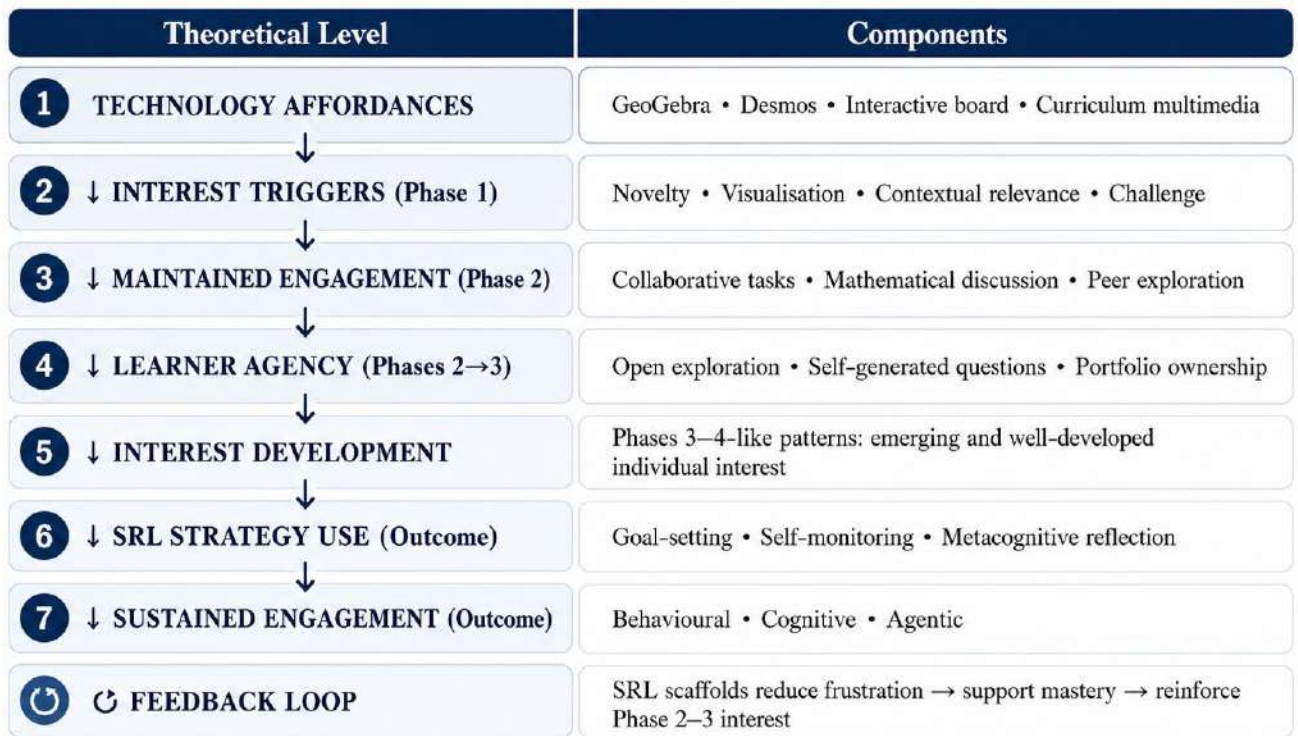 Theoretical Level
Components
1 TECHNOLOGY AFFORDANCES
GeoGebra • Desmos • Interactive board • Curriculum multimedia
↓
2 ↓ INTEREST TRIGGERS (Phase 1)
Novelty • Visualisation • Contextual relevance • Challenge
↓
3 ↓ MAINTAINED ENGAGEMENT (Phase 2)
Collaborative tasks • Mathematical discussion • Peer exploration
↓
4 ↓ LEARNER AGENCY (Phases 2→3)
Open exploration • Self-generated questions • Portfolio ownership
↓
5 ↓ INTEREST DEVELOPMENT
Phases 3–4-like patterns: emerging and well-developed
individual interest
↓
6 ↓ SRL STRATEGY USE (Outcome)
Goal-setting • Self-monitoring • Metacognitive reflection
↓
7 ↓ SUSTAINED ENGAGEMENT (Outcome)
Behavioural • Cognitive • Agentic
↻ FEEDBACK LOOP
SRL scaffolds reduce frustration → support mastery → reinforce
Phase 2–3 interest